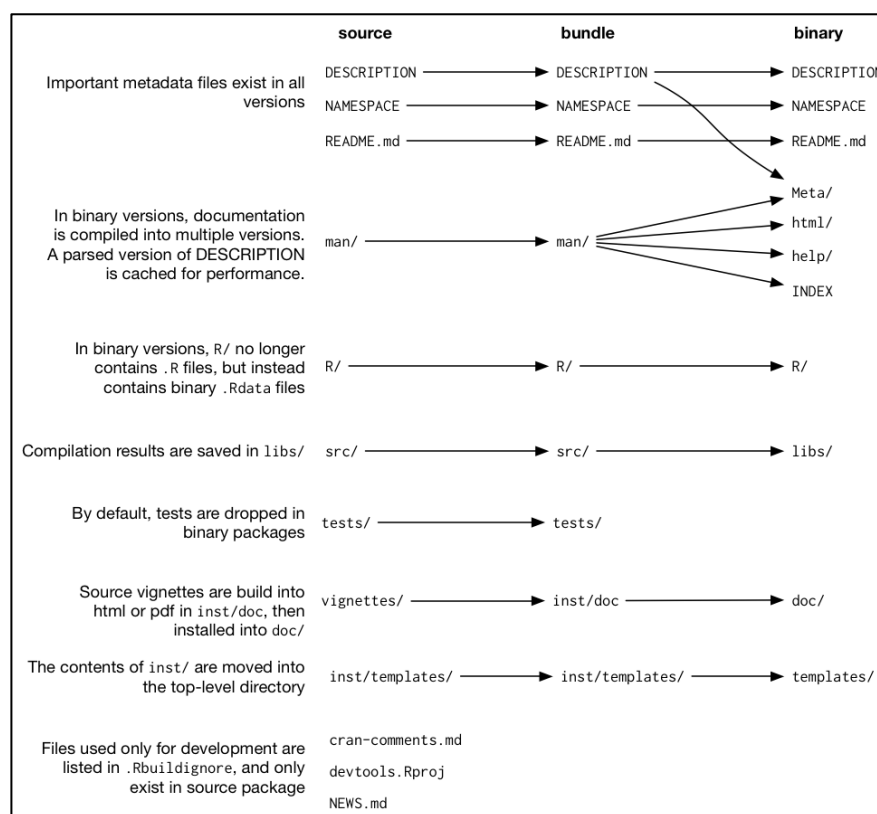 source bundle binary
Important metadata files exist in all
versions
DESCRIPTION DESCRIPTION DESCRIPTION
NAMESPACE NAMESPACE NAMESPACE
README.md README.md README.md
In binary versions, documentation
is compiled into multiple versions.
A parsed version of DESCRIPTION
is cached for performance.
man/ man/
Meta/
html/
help/
INDEX
In binary versions, R/ no longer
contains .R files, but instead
contains binary .Rdata files
R/ R/ R/
Compilation results are saved in libs/ src/ src/ libs/
By default, tests are dropped in
binary packages
tests/ tests/
Source vignettes are build into
html or pdf in inst/doc, then
installed into doc/
vignettes/ inst/doc doc/
The contents of inst/ are moved into
the top-level directory
inst/templates/ inst/templates/ templates/
Files used only for development are
listed in .Rbuildignore, and only
exist in source package
cran-comments.md
devtools.Rproj
NEWS.md